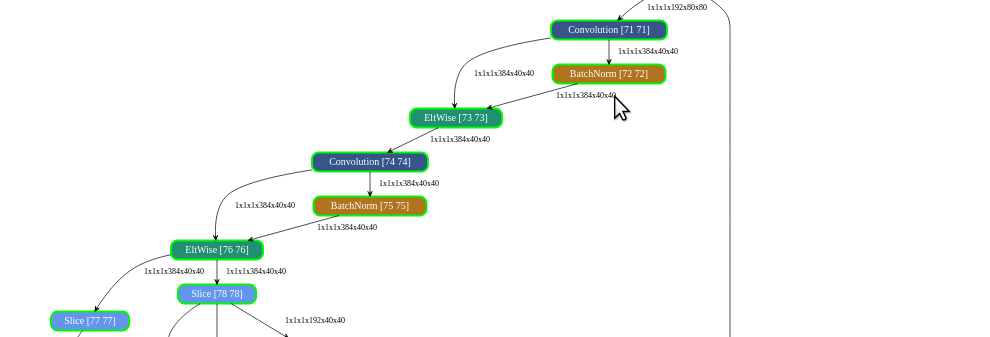 1x1x1x192x80x80
Convolution [71 71]
1x1x1x384x40x40
1x1x1x384x40x40
BatchNorm [72 72]
1x1x1x384x40x40
EltWise [73 73]
1x1x1x384x40x40
Convolution [74 74]
1x1x1x384x40x40
1x1x1x384x40x40
BatchNorm [75 75]
1x1x1x384x40x40
EltWise [76 76]
1x1x1x384x40x40
1x1x1x384x40x40
Slice [78 78]
Slice [77 77]
1x1x1x192x40x40